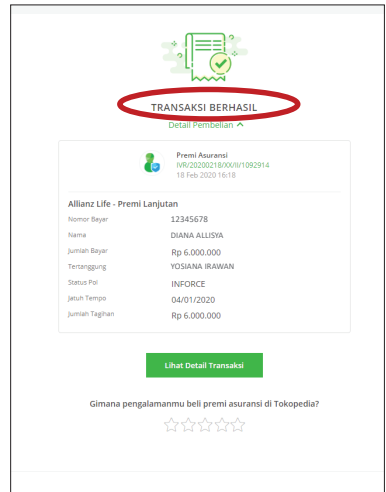 TRANSAKSI BERHASIL
Detail Pembelian
Premi Asuransi
IVR/20200218/XX/II/1092914
18 Feb 2020 16:18
Allianz Life - Premi Lanjutan
Nomor Bayar 12345678
Nama DIANA ALLISYA
Jumlah Bayar Rp 6.000.000
Tertanggung YOSIANA IRAWAN
Status Pol INFORCE
Jatuh Tempo 04/01/2020
Jumlah Tagihan Rp 6.000.000
Lihat Detail Transaksi
Gimana pengalamanmu beli premi asuransi di Tokopedia?